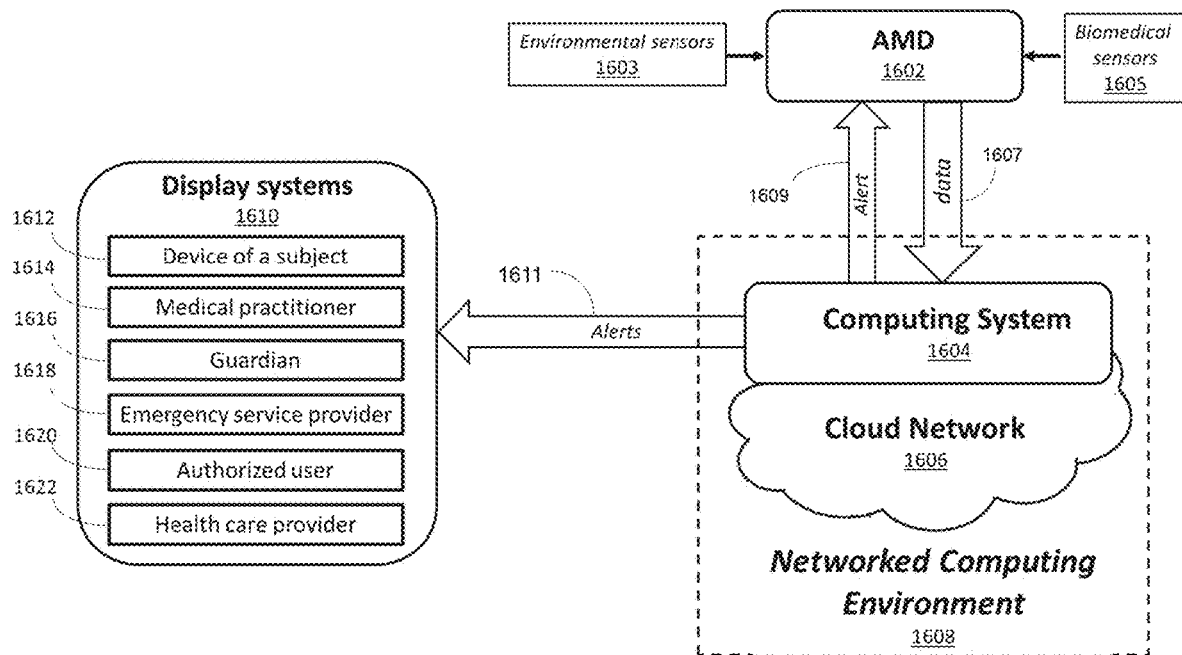 Environmental sensors
1603
AMD
1602
Biomedical
sensors
1605
1609
Alert
data
1607
Display systems
1610
1612
Device of a subject
1614
Medical practitioner
1616
Guardian
1618
Emergency service provider
1620
Authorized user
1622
Health care provider
1611
Alerts
Computing System
1604
Cloud Network
1606
Networked Computing
Environment
1608